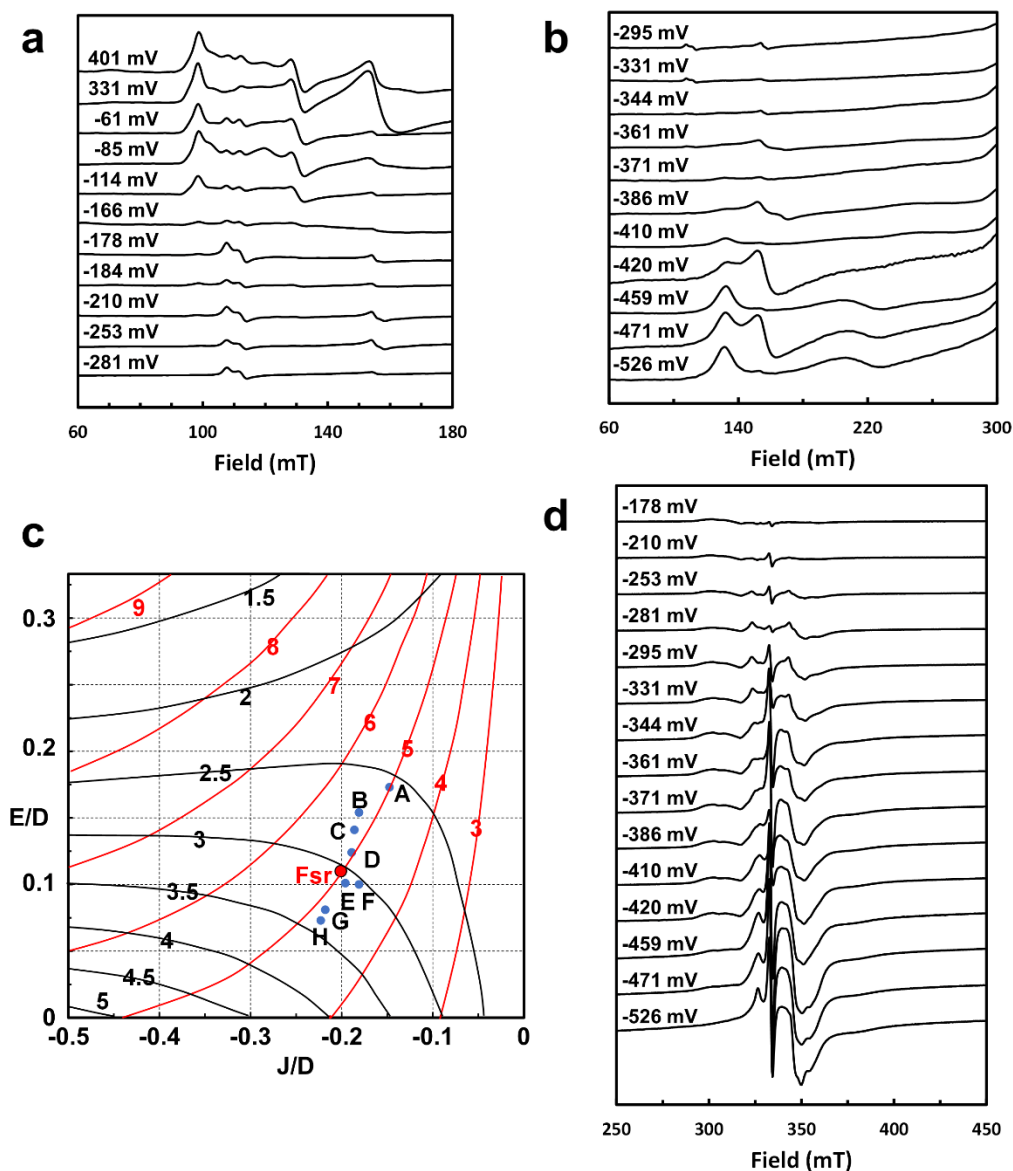 a
401 mV
331 mV
-61 mV
-85 mV
-114 mV
-166 mV
-178 mV
-184 mV
-210 mV
-253 mV
-281 mV
60 100 140 180
Field (mT)
b
-295 mV
-331 mV
-344 mV
-361 mV
-371 mV
-386 mV
-410 mV
-420 mV
-459 mV
-471 mV
-526 mV
60 140 220 300
Field (mT)
c
0.3
0.2
E/D
0.1
0
9
1.5
8
2
7
6
2.5
5
4
A
B
3
C
3
D
Fsr
3.5
E F
G
H
4
4.5
5
-0.5 -0.4 -0.3 -0.2 -0.1 0
J/D
d
-178 mV
-210 mV
-253 mV
-281 mV
-295 mV
-331 mV
-344 mV
-361 mV
-371 mV
-386 mV
-410 mV
-420 mV
-459 mV
-471 mV
-526 mV
250 300 350 400 450
Field (mT)